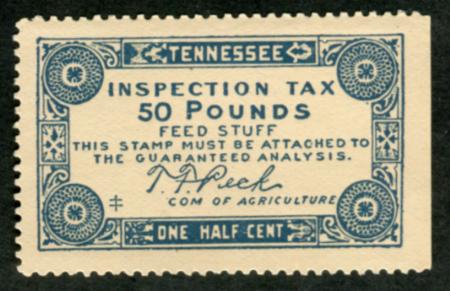 TENNESSEE
INSPECTION TAX
50 POUNDS
FEED STUFF
THIS STAMP MUST BE ATTACHED TO
THE GUARANTEED ANALYSIS.
T. F. Peck
COM OF AGRICULTURE
ONE HALF CENT